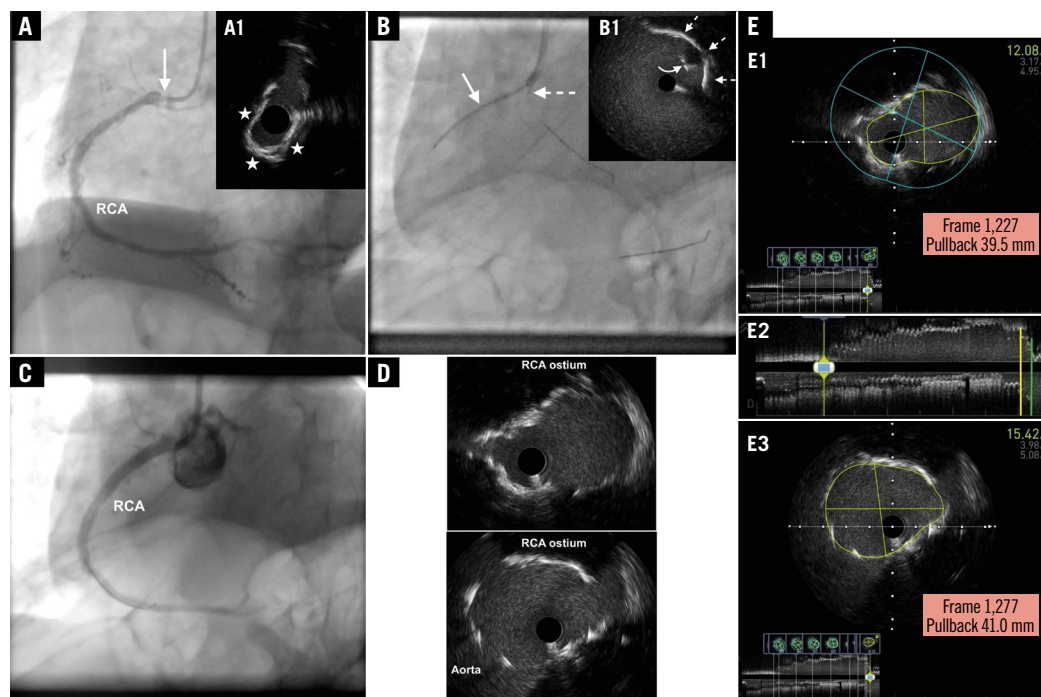 A
A1
RCA
B
B1
C
RCA
D
RCA ostium
RCA ostium
Aorta
E
E1
12.08
3.17
4.95
Frame 1,227
Pullback 39.5 mm
E2
D
E3
15.42
3.98
5.08
Frame 1,277
Pullback 41.0 mm